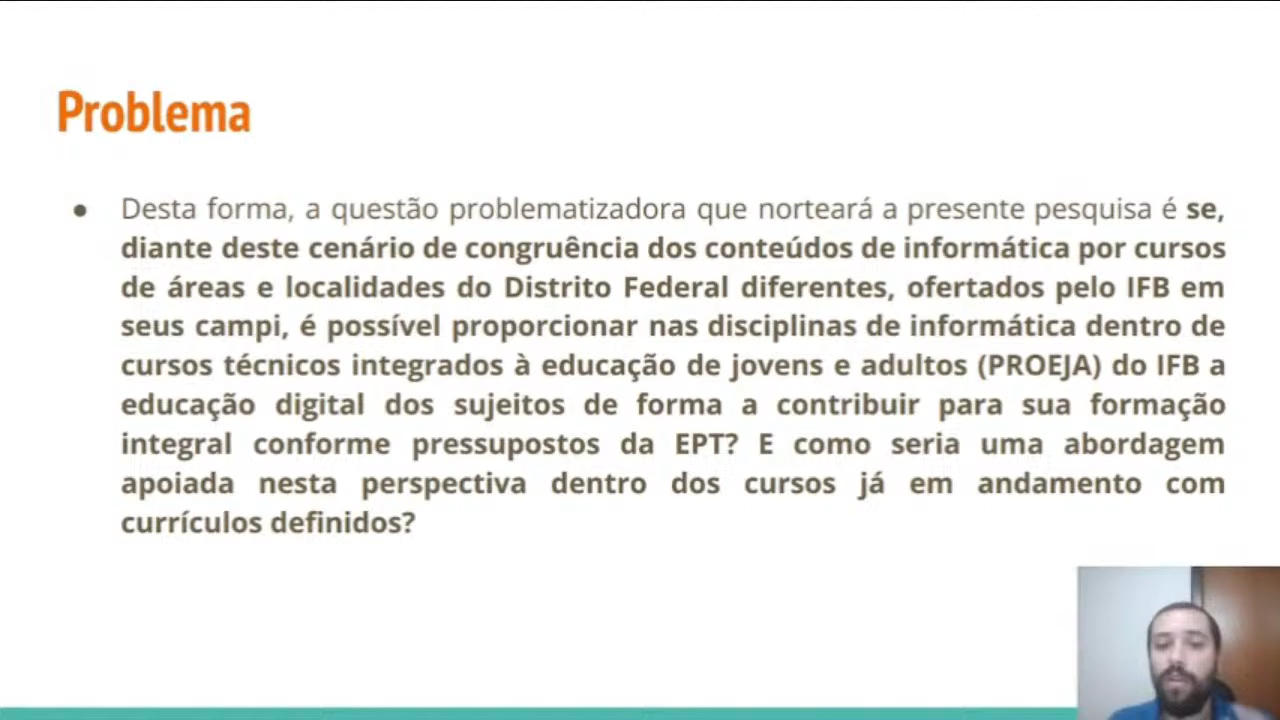 Problema
● Desta forma, a questão problematizadora que norteará a presente pesquisa é se,
diante deste cenário de congruência dos conteúdos de informática por cursos
de áreas e localidades do Distrito Federal diferentes, ofertados pelo IFB em
seus campi, é possível proporcionar nas disciplinas de informática dentro de
cursos técnicos integrados à educação de jovens e adultos (PROEJA) do IFB a
educação digital dos sujeitos de forma a contribuir para sua formação
integral conforme pressupostos da EPT? E como seria uma abordagem
apoiada nesta perspectiva dentro dos cursos já em andamento com
currículos definidos?